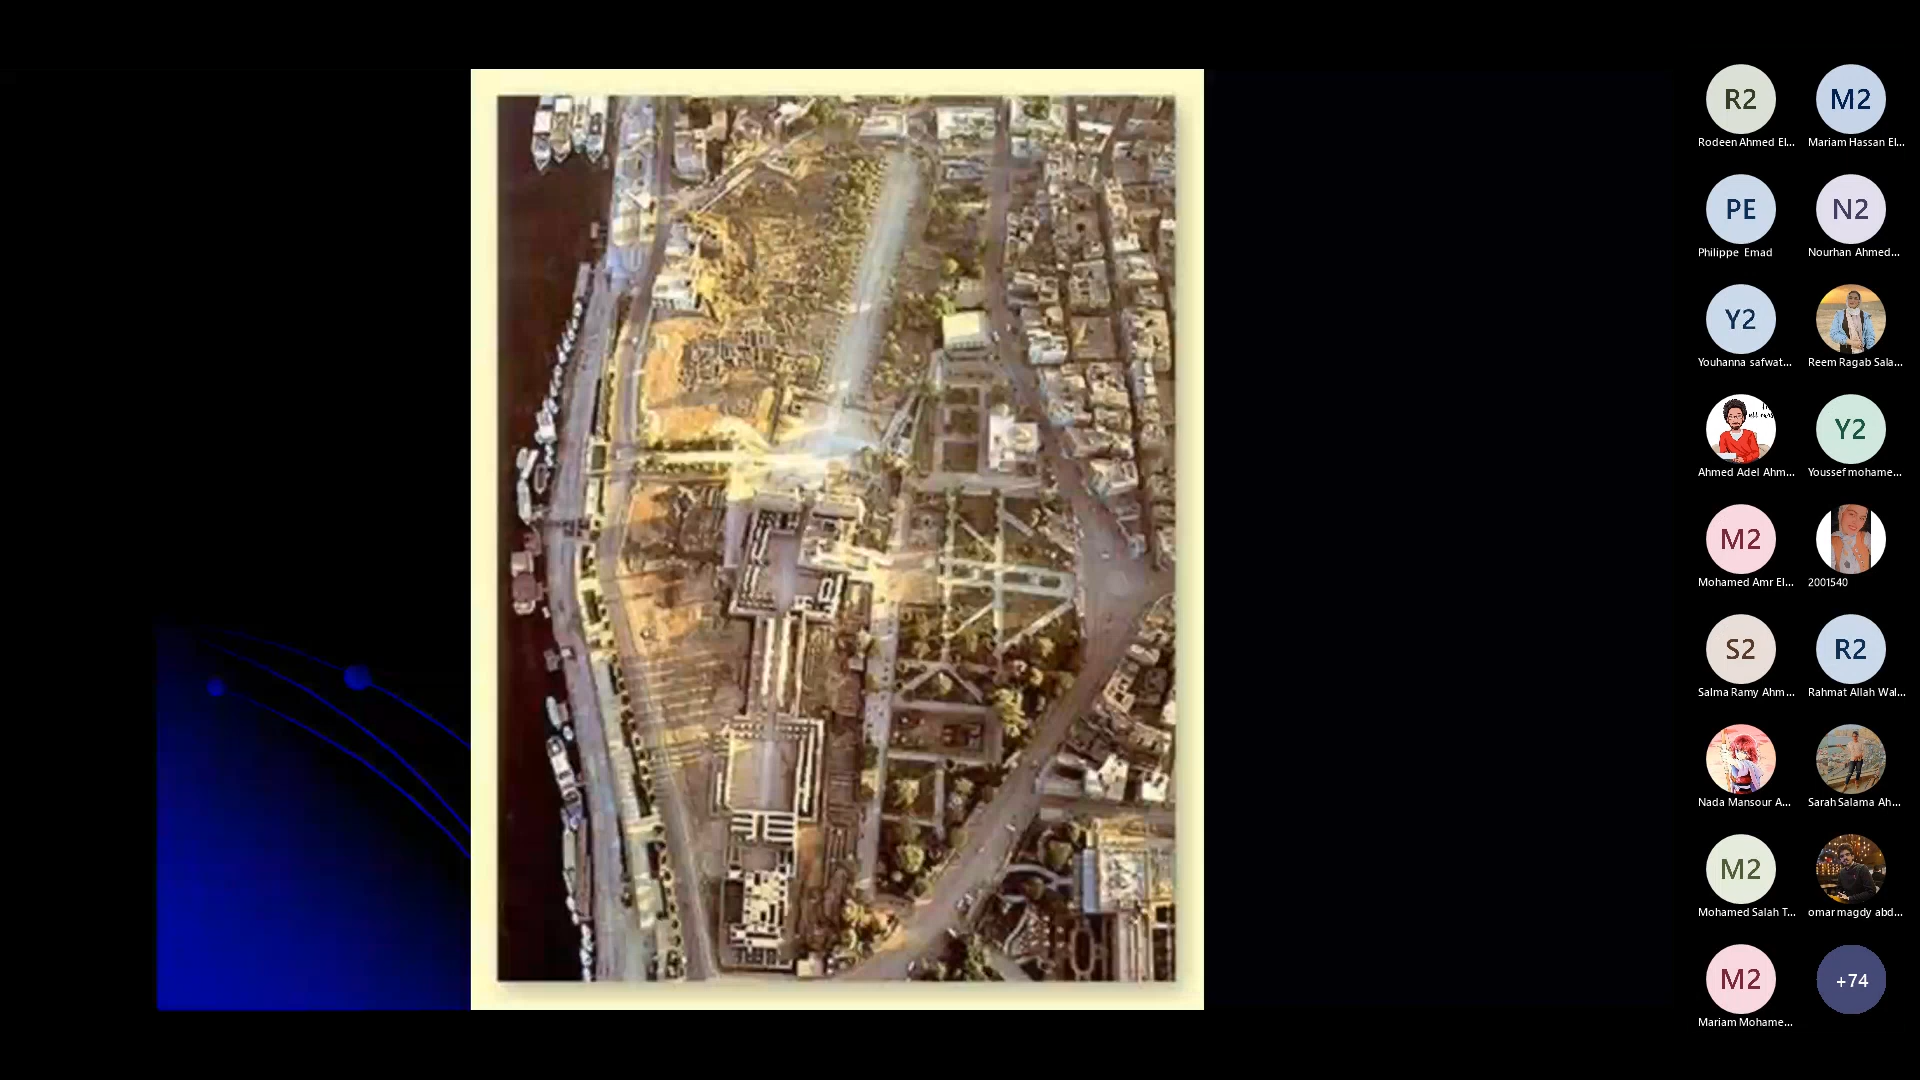 R2
M2
Rodeen Ahmed El...
Mariam Hassan El...
PE
N2
Philippe Emad
Nourhan Ahmed...
Y2
Youhanna safwat...
Reem Ragab Sala...
Y2
Ahmed Adel Ahm...
Youssef mohame...
M2
Mohamed Amr El...
2001540
S2
R2
Salma Ramy Ahm...
Rahmat Allah Wal...
Nada Mansour A...
Sarah Salama Ah...
M2
Mohamed Salah T...
omar magdy abd...
M2
+74
Mariam Mohame...